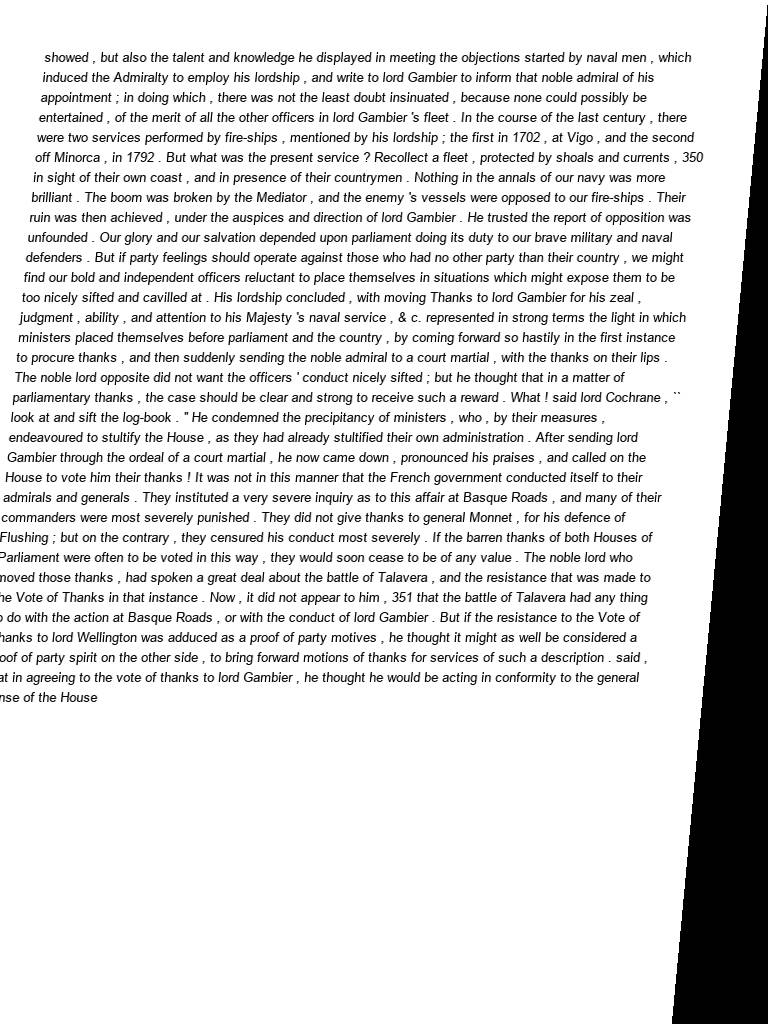 showed , but also the talent and knowledge he displayed in meeting the objections started by naval men , which
induced the Admiralty to employ his lordship , and write to lord Gambier to inform that noble admiral of his
appointment ; in doing which , there was not the least doubt insinuated , because none could possibly be
entertained , of the merit of all the other officers in lord Gambier 's fleet . In the course of the last century , there
were two services performed by fire-ships , mentioned by his lordship ; the first in 1702 , at Vigo , and the second
off Minorca , in 1792 . But what was the present service ? Recollect a fleet , protected by shoals and currents , 350
in sight of their own coast , and in presence of their countrymen . Nothing in the annals of our navy was more
brilliant . The boom was broken by the Mediator , and the enemy 's vessels were opposed to our fire-ships . Their
ruin was then achieved , under the auspices and direction of lord Gambier . He trusted the report of opposition was
unfounded . Our glory and our salvation depended upon parliament doing its duty to our brave military and naval
defenders . But if party feelings should operate against those who had no other party than their country , we might
find our bold and independent officers reluctant to place themselves in situations which might expose them to be
too nicely sifted and cavilled at . His lordship concluded , with moving Thanks to lord Gambier for his zeal ,
judgment , ability , and attention to his Majesty 's naval service , & c. represented in strong terms the light in which
ministers placed themselves before parliament and the country , by coming forward so hastily in the first instance
to procure thanks , and then suddenly sending the noble admiral to a court martial , with the thanks on their lips .
The noble lord opposite did not want the officers ' conduct nicely sifted ; but he thought that in a matter of
parliamentary thanks , the case should be clear and strong to receive such a reward . What ! said lord Cochrane , ``
look at and sift the log-book . " He condemned the precipitancy of ministers , who , by their measures ,
endeavoured to stultify the House , as they had already stultified their own administration . After sending lord
Gambier through the ordeal of a court martial , he now came down , pronounced his praises , and called on the
House to vote him their thanks ! It was not in this manner that the French government conducted itself to their
admirals and generals . They instituted a very severe inquiry as to this affair at Basque Roads , and many of their
commanders were most severely punished . They did not give thanks to general Monnet , for his defence of
Flushing ; but on the contrary , they censured his conduct most severely . If the barren thanks of both Houses of
Parliament were often to be voted in this way , they would soon cease to be of any value . The noble lord who
moved those thanks , had spoken a great deal about the battle of Talavera , and the resistance that was made to
he Vote of Thanks in that instance . Now , it did not appear to him , 351 that the battle of Talavera had any thing
o do with the action at Basque Roads , or with the conduct of lord Gambier . But if the resistance to the Vote of
hanks to lord Wellington was adduced as a proof of party motives , he thought it might as well be considered a
oof of party spirit on the other side , to bring forward motions of thanks for services of such a description . said ,
at in agreeing to the vote of thanks to lord Gambier , he thought he would be acting in conformity to the general
nse of the House